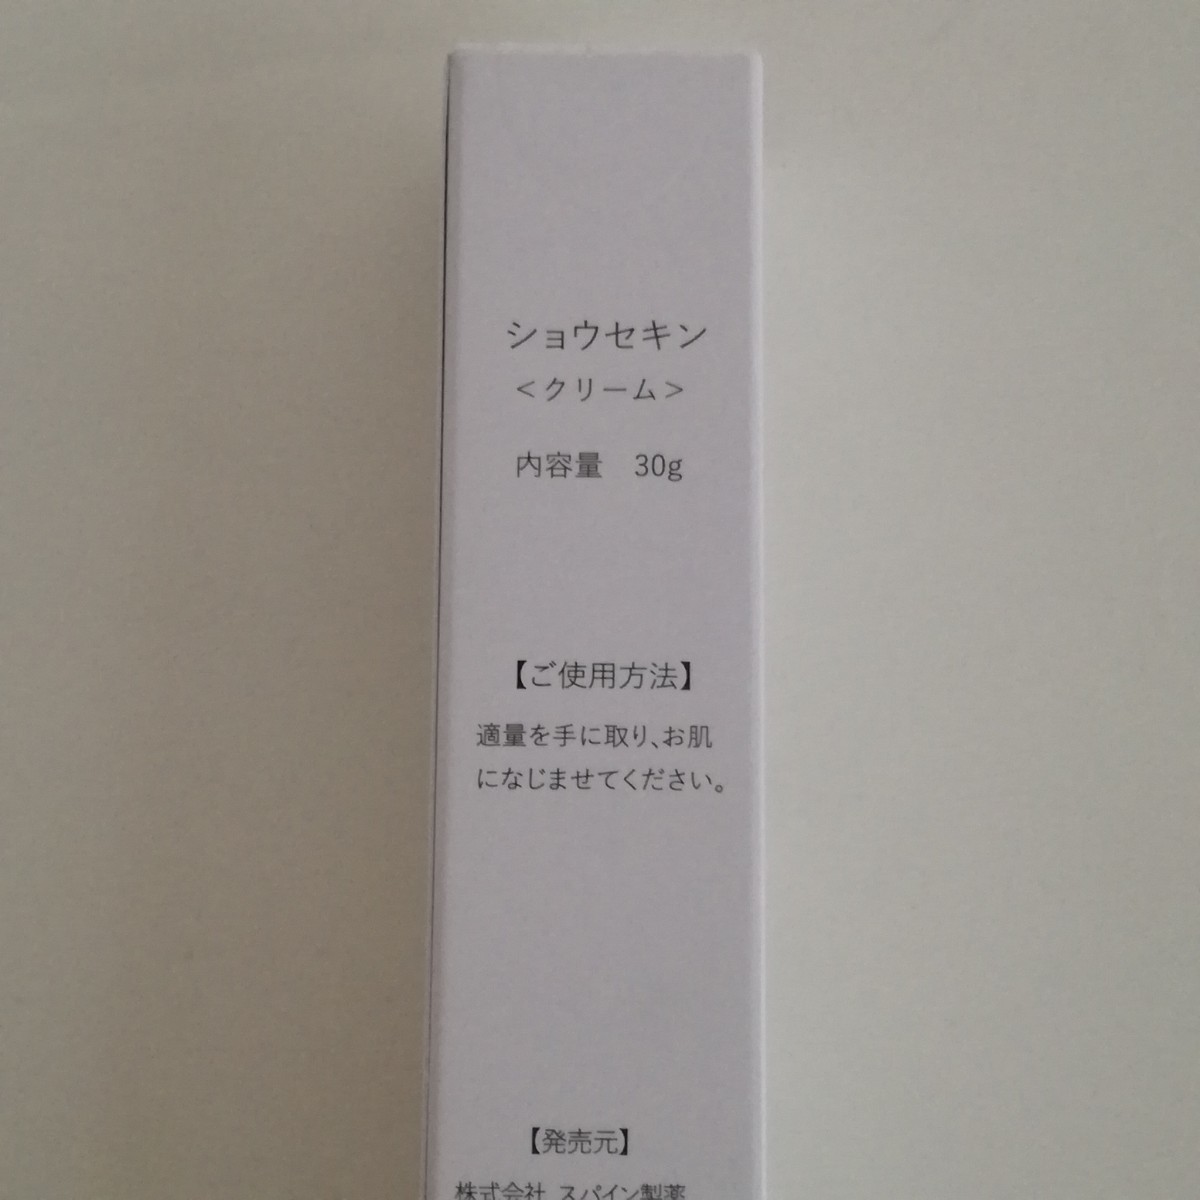 ショウセキン
＜クリーム＞
内容量　30g
【ご使用方法】
適量を手に取り、お肌
になじませてください。
【発売元】
株式会社 スパイン製薬